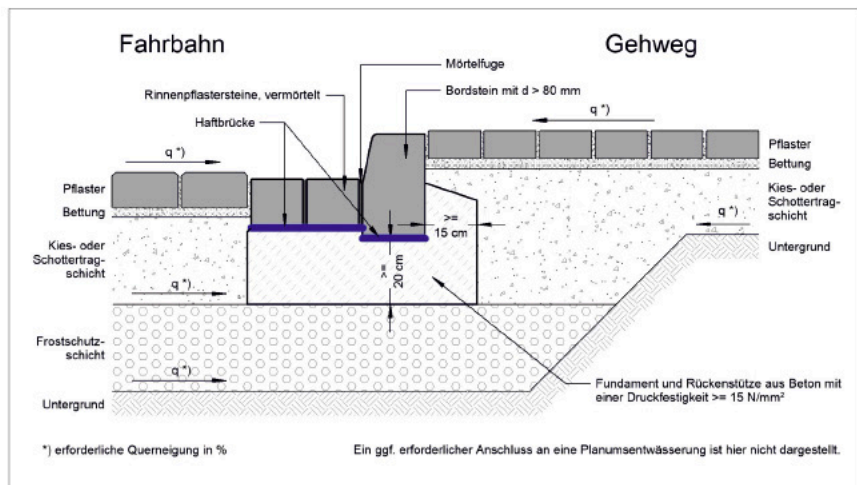 Fahrbahn
Gehweg
Mörtelfuge
Rinnenpflastersteine, vermörtelt
Bordstein mit d > 80 mm
Haftbrücke
q *)
q *)
Pflaster
Bettung
Pflaster
Bettung
Kies- oder
Schottertrag-
schicht
q *)
>=
15 cm
Untergrund
Kies- oder
Schottertrag-
schicht
>=
20 cm
q *)
Frostschutz-
schicht
q *)
Untergrund
Fundament und Rückenstütze aus Beton mit
einer Druckfestigkeit >= 15 N/mm²
*) erforderliche Querneigung in %
Ein ggf. erforderlicher Anschluss an eine Planumsentwässerung ist hier nicht dargestellt.